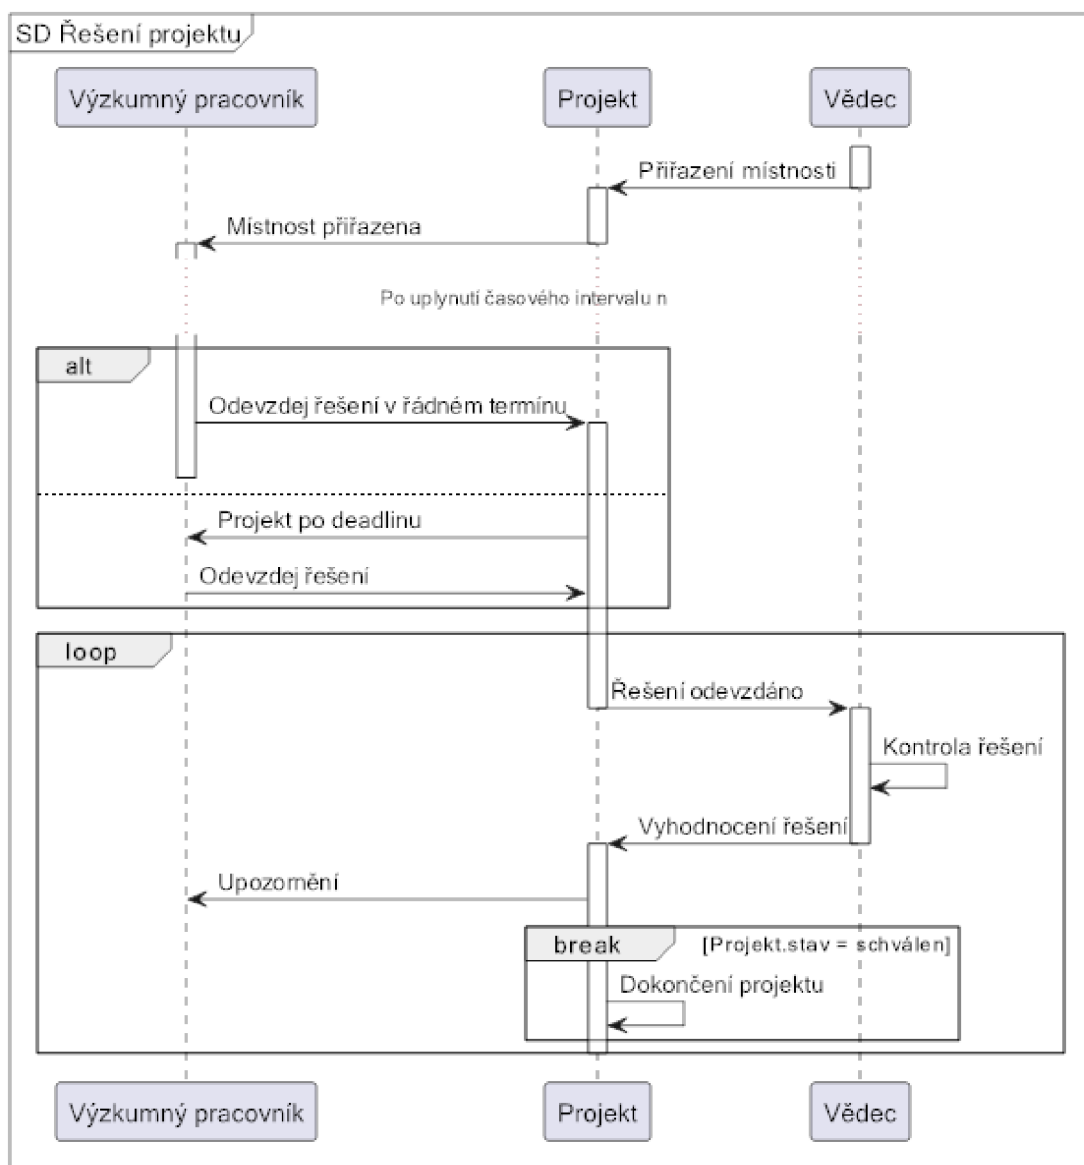 SD Řešení projektu
Výzkumný pracovník
Projekt
Vědec
Přiřazení místnosti
Místnost přiřazena
Po uplynutí časového intervalu n
alt
Odevzdej řešení v řádném termínu
Projekt po deadlinu
Odevzdej řešení
loop
Řešení odevzdáno
Kontrola řešení
Vyhodnocení řešení
Upozornění
break
[Projekt.stav = schválen]
Dokončení projektu
Výzkumný pracovník
Projekt
Vědec